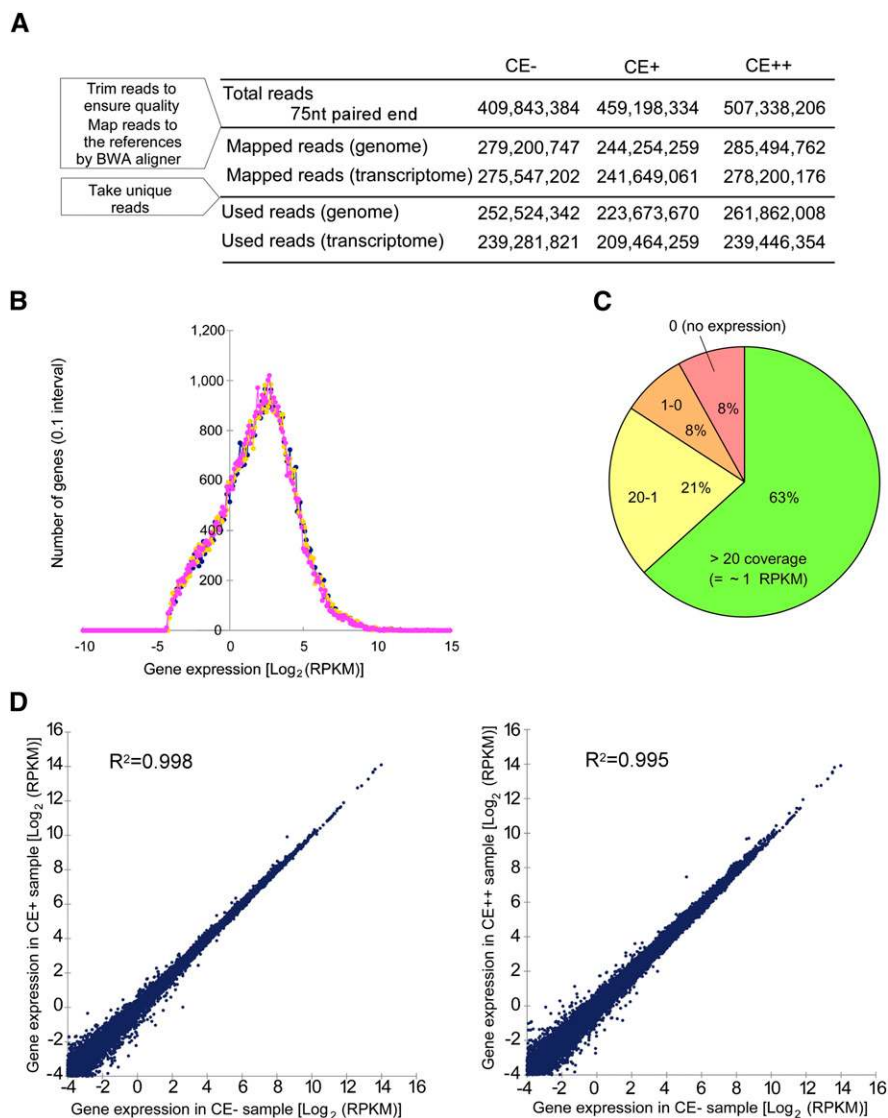 A
CE- CE+ CE++
Trim reads to
ensure quality
Map reads to
the references
by BWA aligner
Take unique
reads
Total reads
75nt paired end 409,843,384 459,198,334 507,338,206
Mapped reads (genome) 279,200,747 244,254,259 285,494,762
Mapped reads (transcriptome) 275,547,202 241,649,061 278,200,176
Used reads (genome) 252,524,342 223,673,670 261,862,008
Used reads (transcriptome) 239,281,821 209,464,259 239,446,354
B
Number of genes (0.1 interval)
1,200
1,000
800
600
400
200
0
-10 -5 0 5 10 15
Gene expression [Log₂ (RPKM)]
C
0 (no expression)
1-0
8%
8%
20-1
21%
63%
> 20 coverage
(= ~ 1 RPKM)
D
Gene expression in CE+ sample [Log₂ (RPKM)]
16
14
12
10
8
6
4
2
0
-2
-4
R²=0.998
-4 -2 0 2 4 6 8 10 12 14 16
Gene expression in CE- sample [Log₂ (RPKM)]
Gene expression in CE++ sample [Log₂ (RPKM)]
16
14
12
10
8
6
4
2
0
-2
-4
R²=0.995
-4 -2 0 2 4 6 8 10 12 14 16
Gene expression in CE- sample [Log₂ (RPKM)]